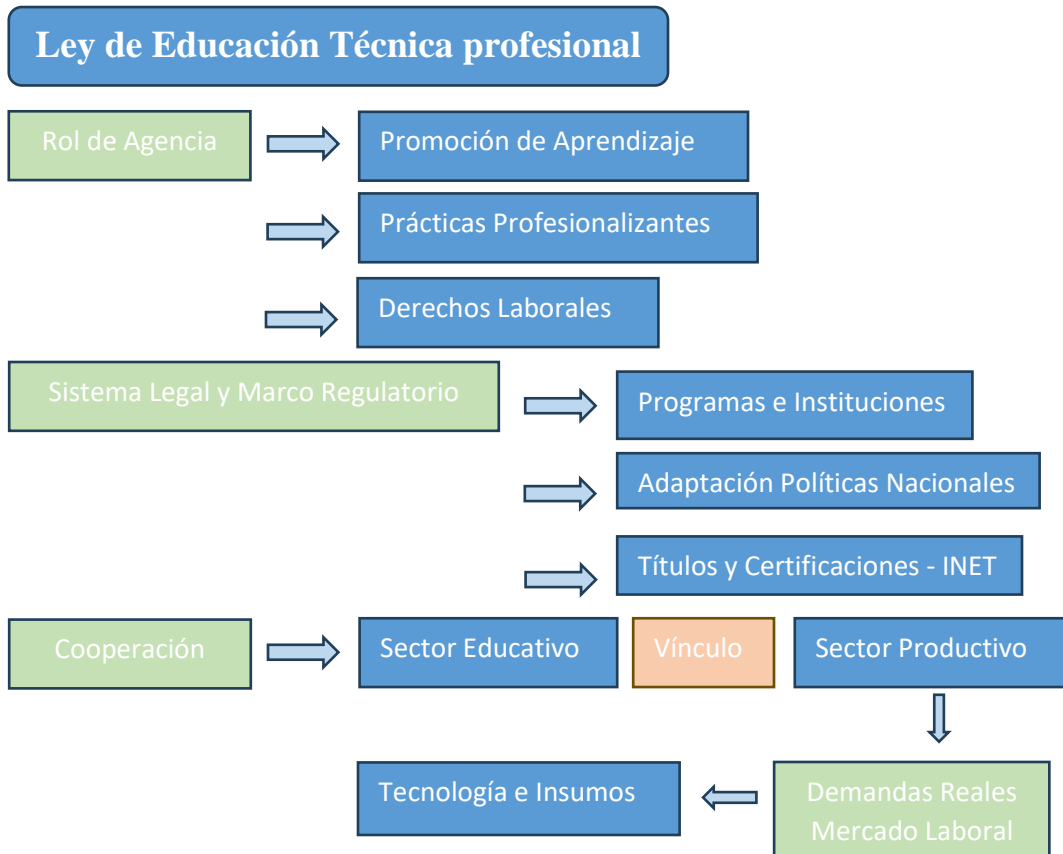 Ley de Educación Técnica profesional
Rol de Agencia
Promoción de Aprendizaje
Prácticas Profesionalizantes
Derechos Laborales
Sistema Legal y Marco Regulatorio
Programas e Instituciones
Adaptación Políticas Nacionales
Títulos y Certificaciones - INET
Cooperación
Sector Educativo
Vínculo
Sector Productivo
Tecnología e Insumos
Demandas Reales
Mercado Laboral